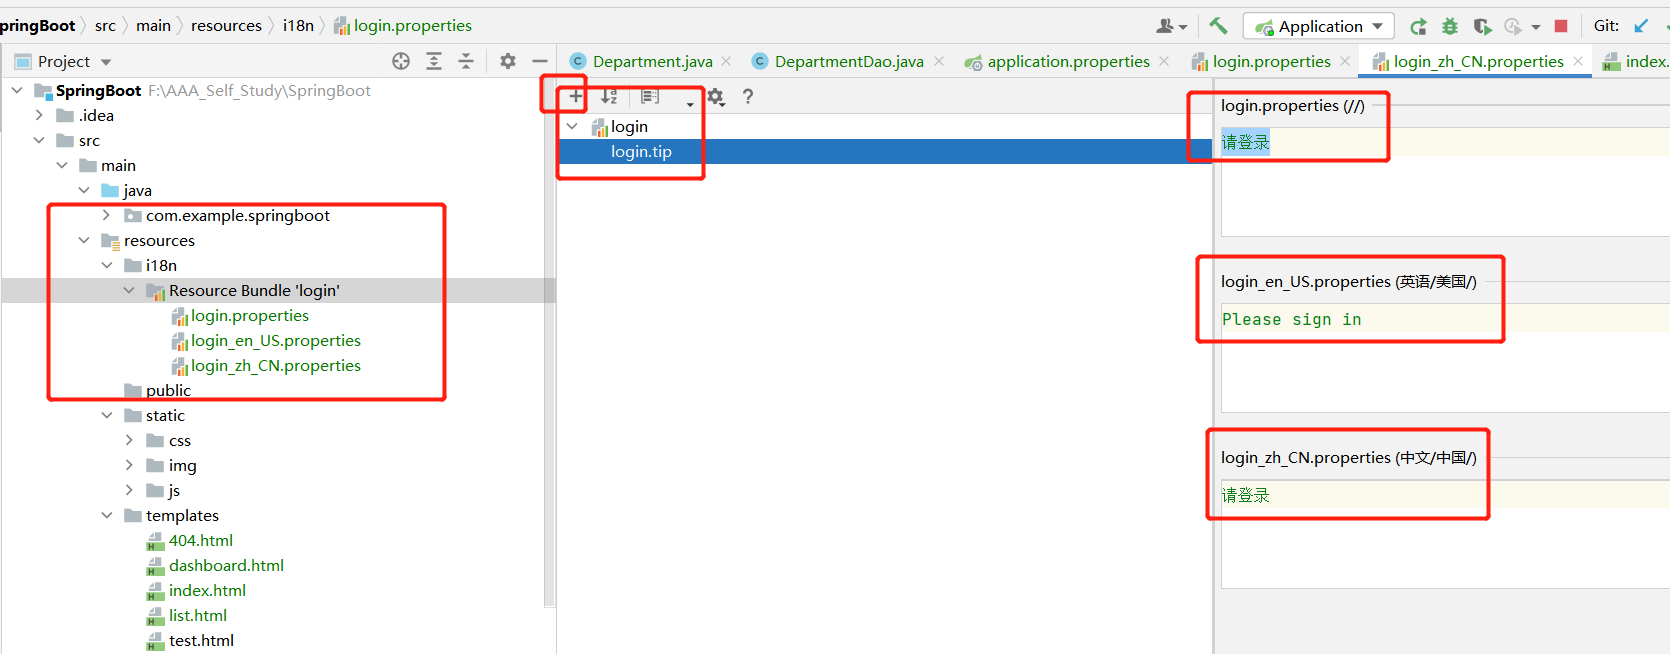 pringBoot src main resources i18n login.properties
Application Git:
Project
Department.java DepartmentDao.java application.properties login.properties login_zh_CN.properties index.
SpringBoot F:\AAA_Self_Study\SpringBoot
.idea
src
main
java
com.example.springboot
resources
i18n
Resource Bundle 'login'
login.properties
login_en_US.properties
login_zh_CN.properties
public
static
css
img
js
templates
404.html
dashboard.html
index.html
list.html
test.html
login
login.tip
login.properties (//)
请登录
login_en_US.properties (英语/美国/)
Please sign in
login_zh_CN.properties (中文/中国/)
请登录